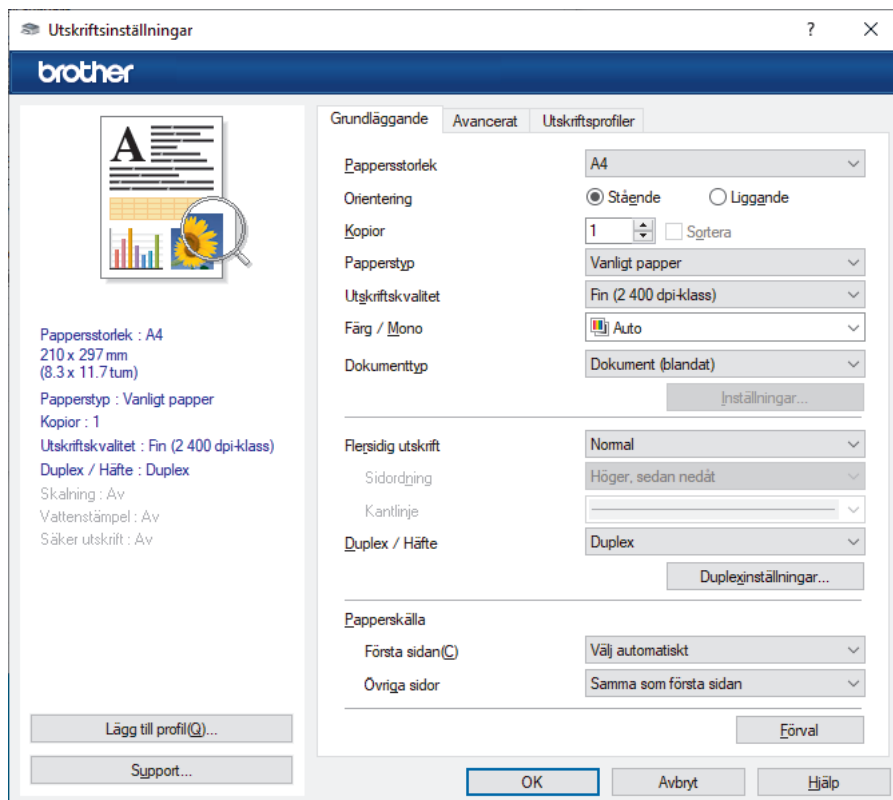 Utskriftsinställningar
?
brother
A
Pappersstorlek : A4
210 x 297 mm
(8.3 x 11.7 tum)
Papperstyp : Vanligt papper
Kopior : 1
Utskriftskvalitet : Fin (2 400 dpi-klass)
Duplex / Häfte : Duplex
Skalning : Av
Vattenstämpel : Av
Säker utskrift : Av
Lägg till profil(Q)...
Support...
Grundläggande Avancerat Utskriftsprofiler
Pappersstorlek A4
Orientering Stående Liggande
Kopior 1 Sortera
Papperstyp Vanligt papper
Utskriftskvalitet Fin (2 400 dpi-klass)
Färg / Mono Auto
Dokumenttyp Dokument (blandat)
Inställningar...
Flersidig utskrift Normal
Sidordning Höger, sedan nedåt
Kantlinje
Duplex / Häfte Duplex
Duplexinställningar...
Papperskälla
Första sidan(C) Välj automatiskt
Övriga sidor Samma som första sidan
Förval
OK Avbryt Hjälp